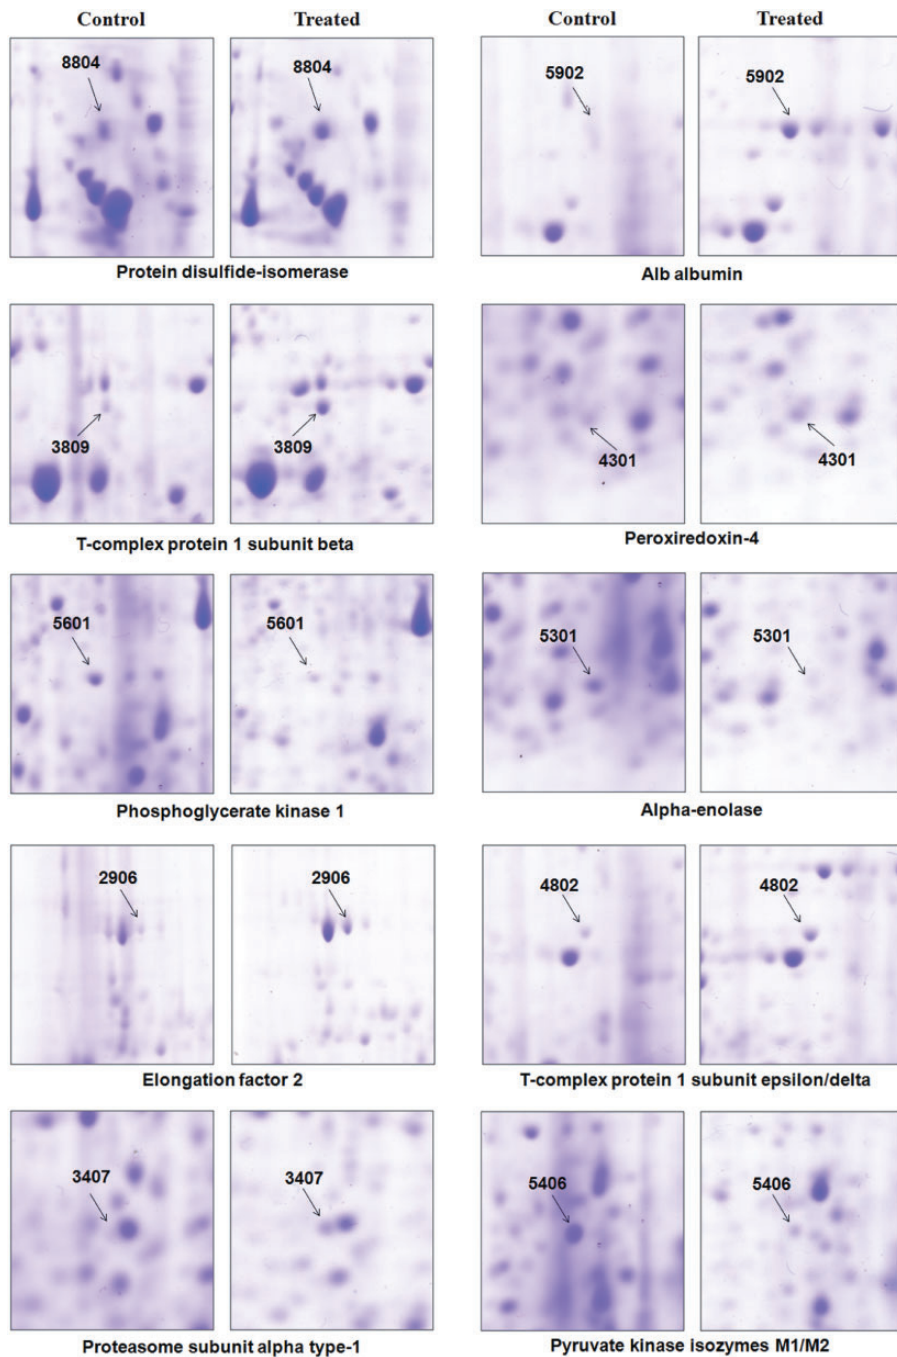 Control Treated Control Treated
8804 8804 5902 5902
Protein disulfide-isomerase Alb albumin
3809 3809 4301 4301
T-complex protein 1 subunit beta Peroxiredoxin-4
5601 5601 5301 5301
Phosphoglycerate kinase 1 Alpha-enolase
2906 2906 4802 4802
Elongation factor 2 T-complex protein 1 subunit epsilon/delta
3407 3407 5406 5406
Proteasome subunit alpha type-1 Pyruvate kinase isozymes M1/M2